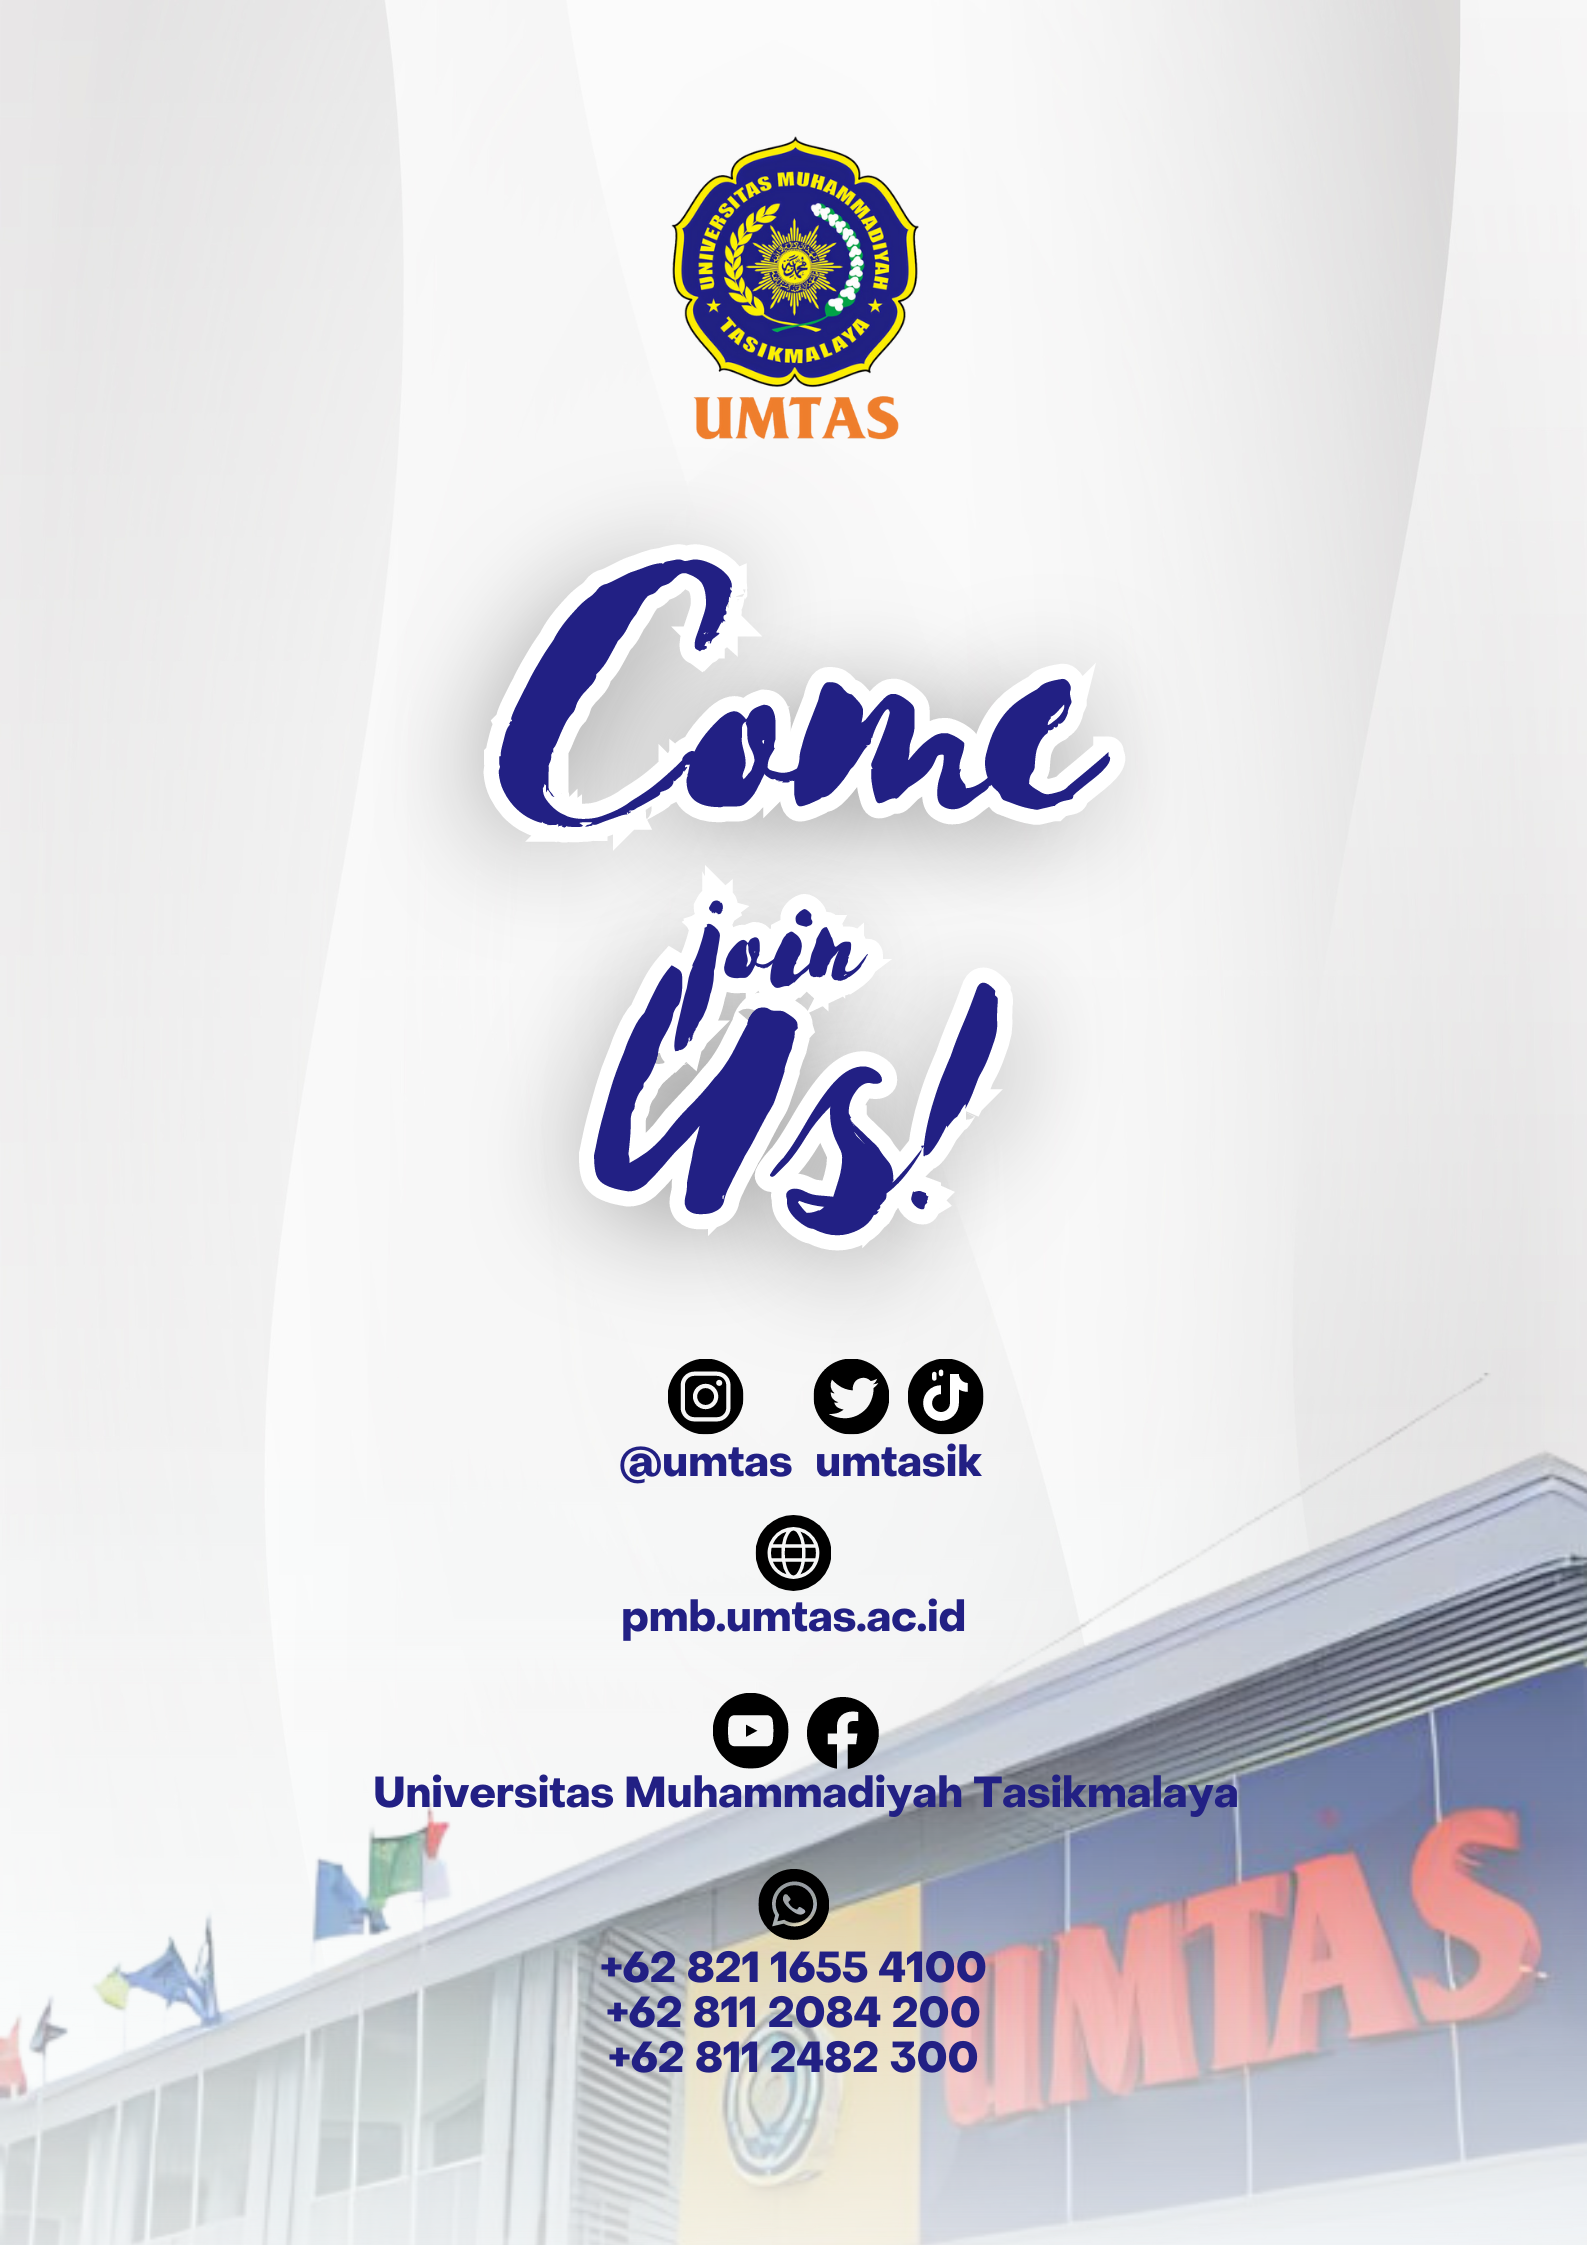 UNIVERSITAS MUHAMMADIYAH
TASIKMALAYA
UMTAS
Come
join
Us!
@umtas umtasik
pmb.umtas.ac.id
Universitas Muhammadiyah Tasikmalaya
+62 821 1655 4100
+62 811 2084 200
+62 811 2482 300
UMTAS